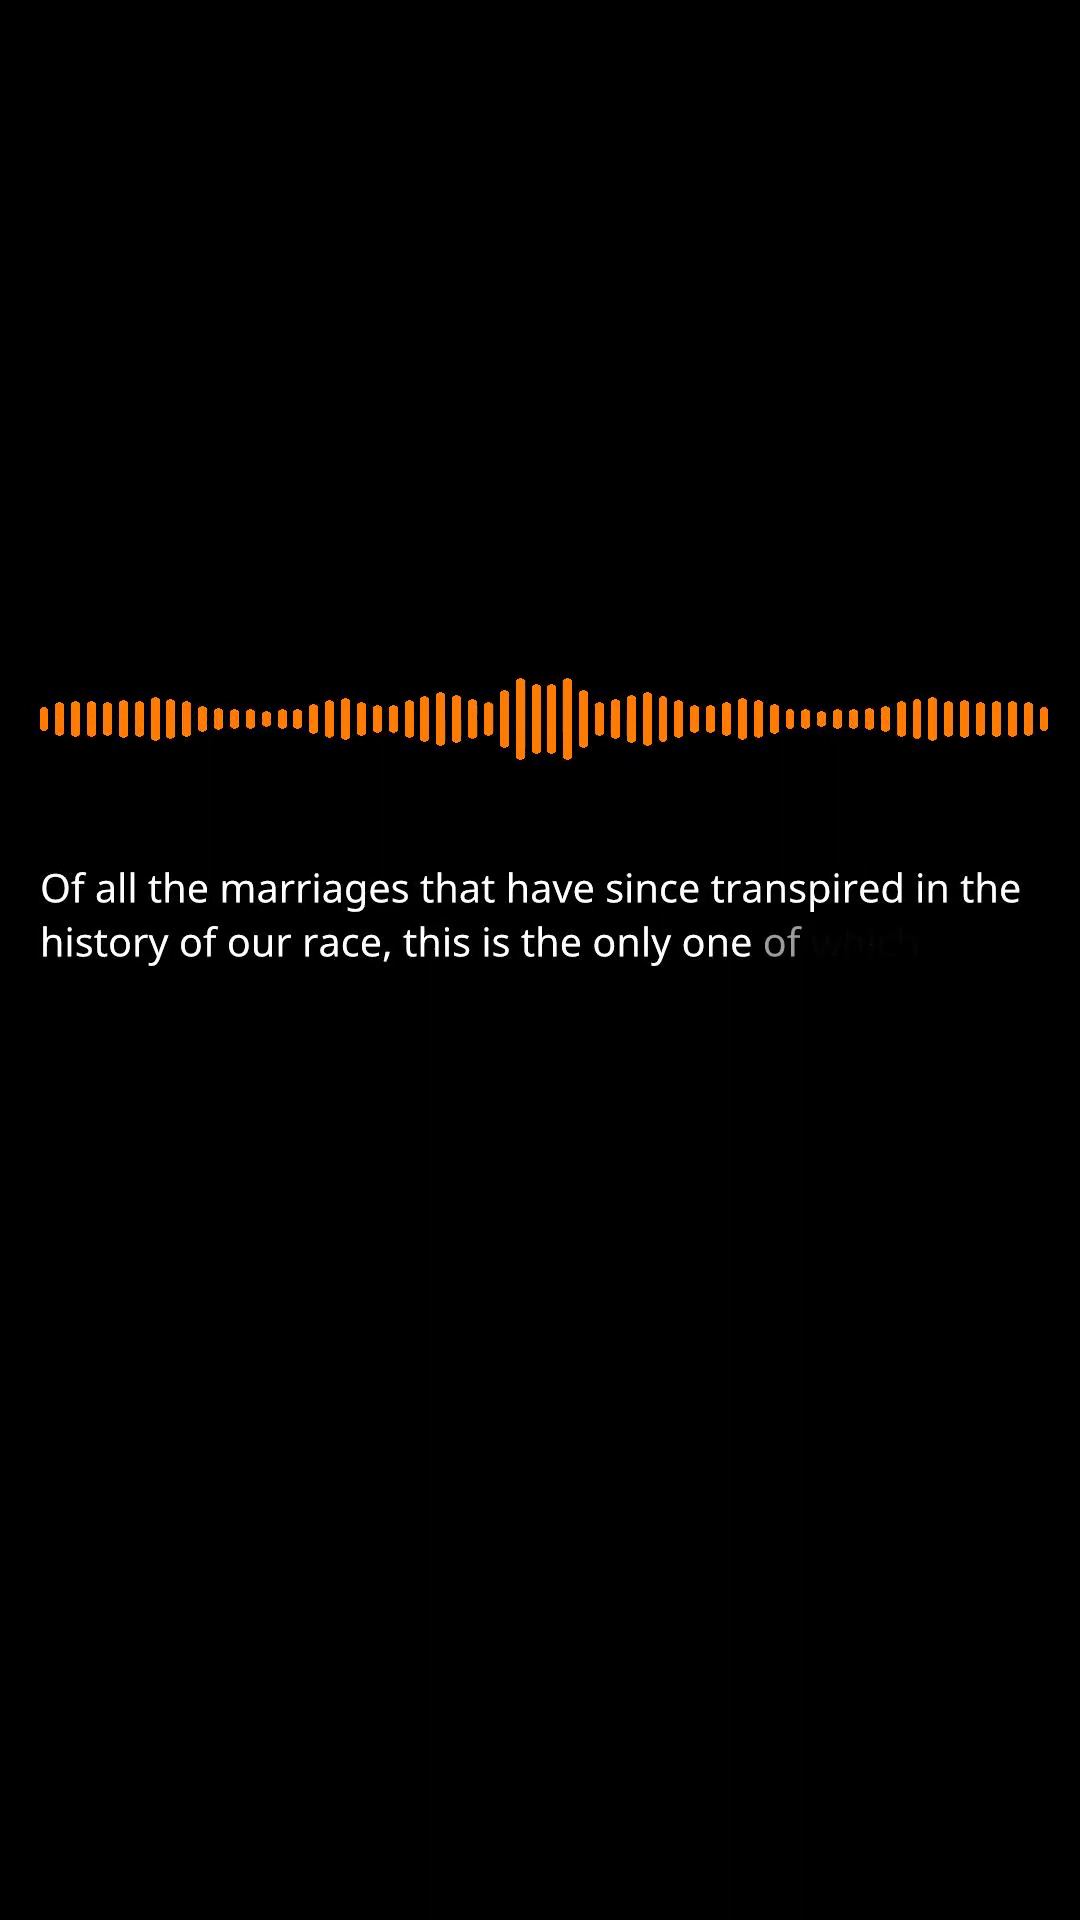 Of all the marriages that have since transpired in the
history of our race, this is the only one of which